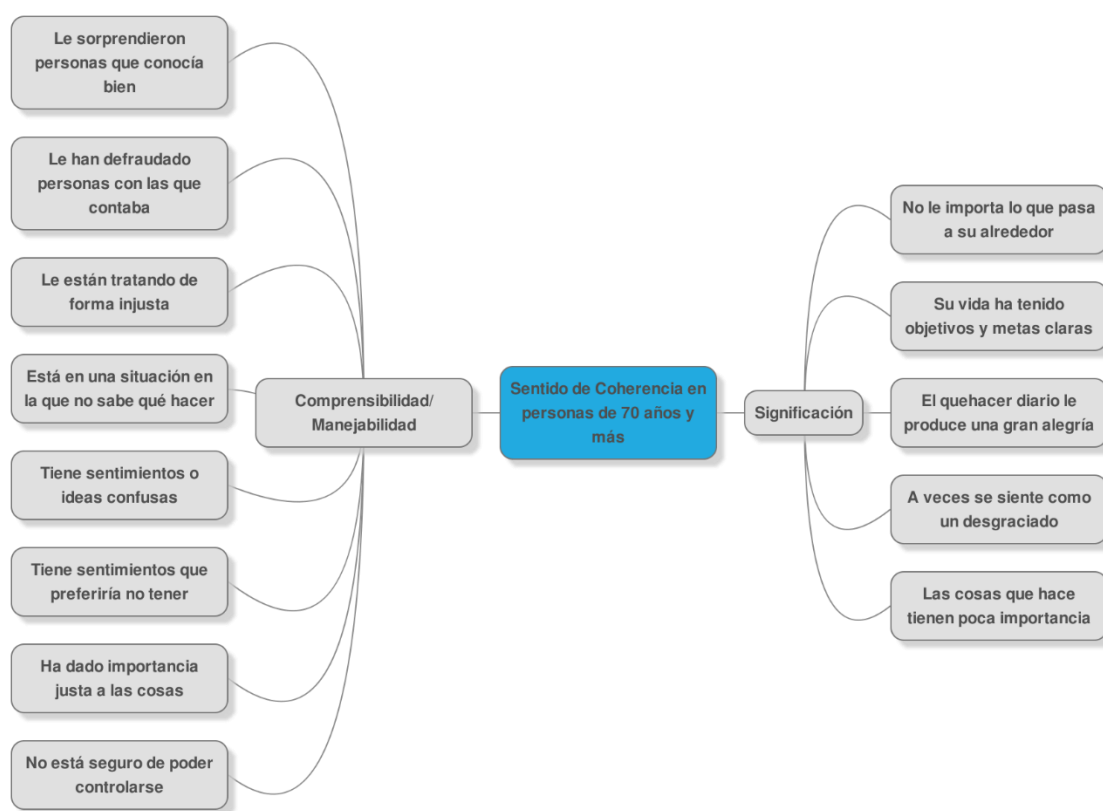 Le sorprendieron
personas que conocía
bien
Le han defraudado
personas con las que
contaba
Le están tratando de
forma injusta
Está en una situación en
la que no sabe qué hacer
Tiene sentimientos o
ideas confusas
Tiene sentimientos que
preferiría no tener
Ha dado importancia
justa a las cosas
No está seguro de poder
controlarse
Comprensibilidad/
Manejabilidad
Sentido de Coherencia en
personas de 70 años y
más
Significación
No le importa lo que pasa
a su alrededor
Su vida ha tenido
objetivos y metas claras
El quehacer diario le
produce una gran alegría
A veces se siente como
un desgraciado
Las cosas que hace
tienen poca importancia